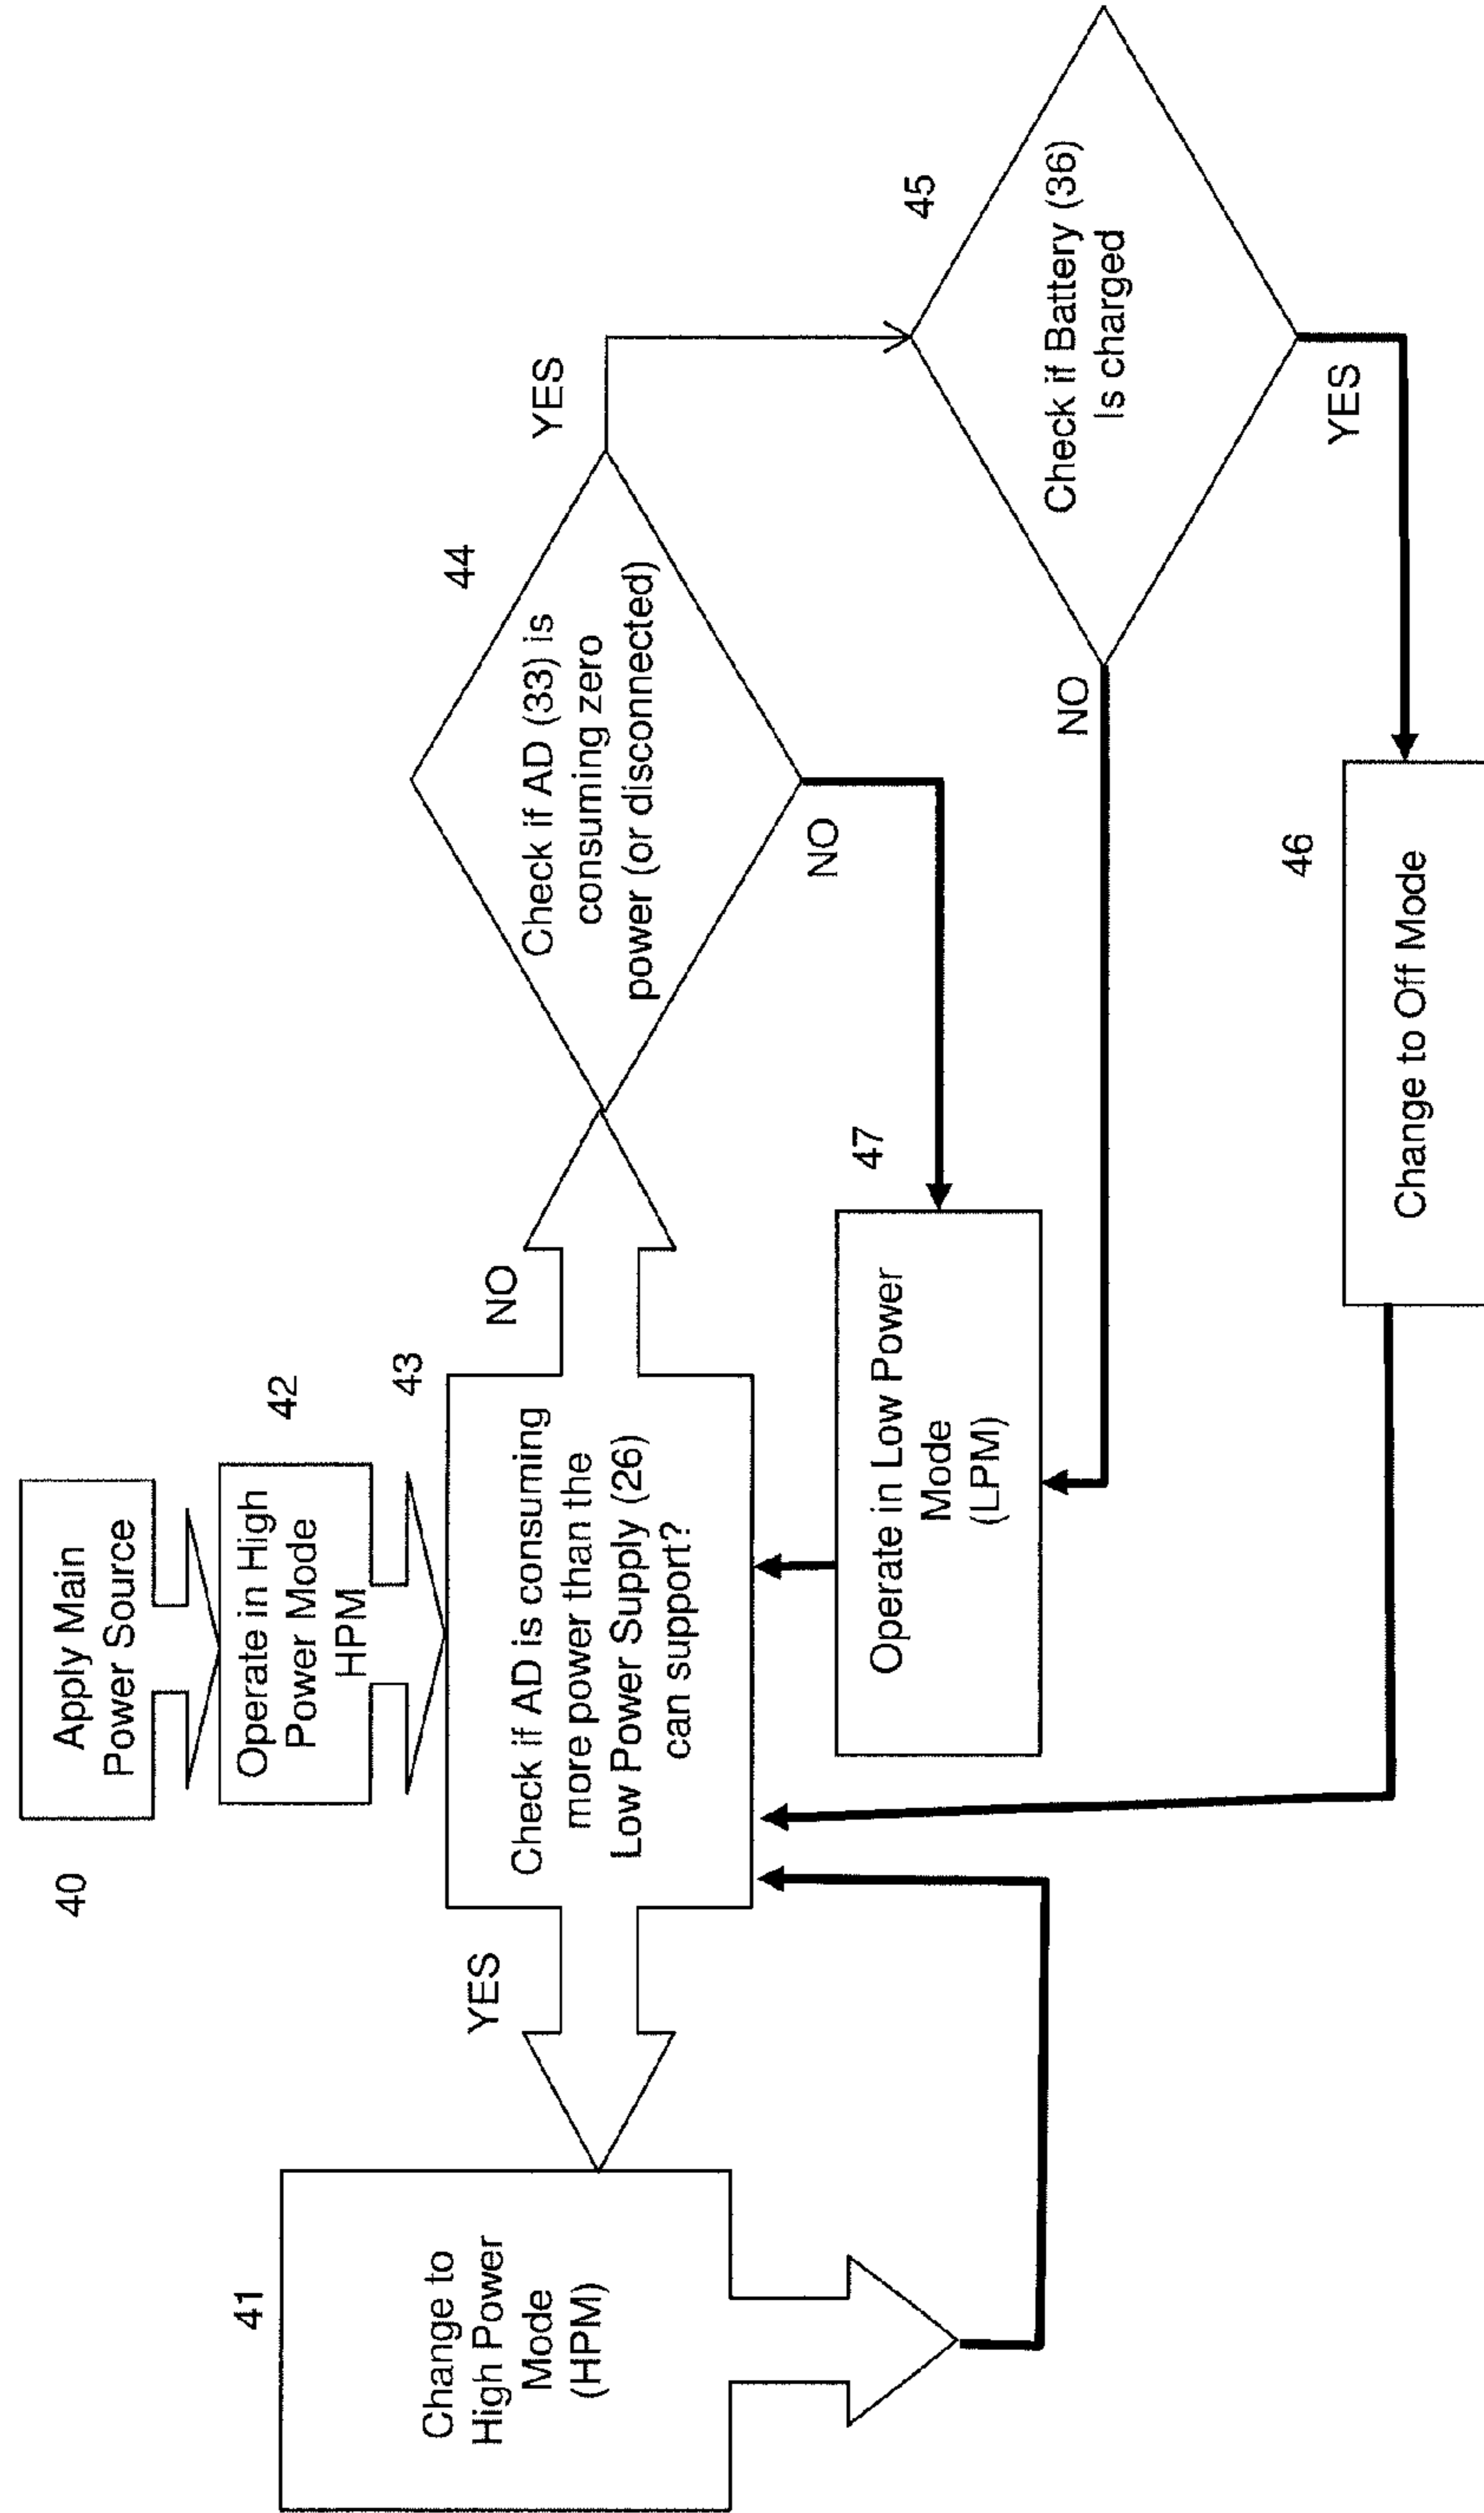 40
Apply Main
Power Source
42
Operate in High
Power Mode
HPM
43
Check if AD is consuming
more power than the
Low Power Supply (26)
can support?
YES
41
Change to
High Power
Mode
(HPM)
NO
44
Check if AD (33) is
consuming zero
power (or disconnected)
YES
NO
45
Check if Battery (36)
Is charged
NO
YES
47
Operate in Low Power
Mode
(LPM)
46
Change to Off Mode